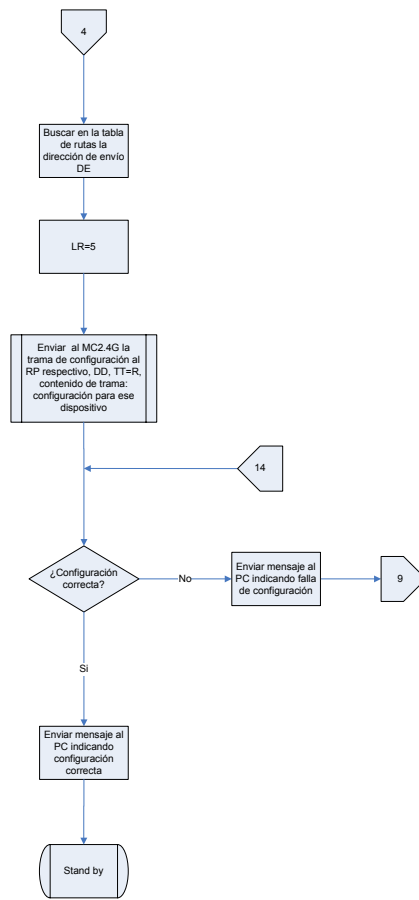 4
Buscar en la tabla
de rutas la
dirección de envío
DE
LR=5
Enviar al MC2.4G la
trama de configuración al
RP respectivo, DD, TT=R,
contenido de trama:
configuración para ese
dispositivo
14
¿Configuración
correcta?
No
Enviar mensaje al
PC indicando falla
de configuración
9
Si
Enviar mensaje al
PC indicando
configuración
correcta
Stand by